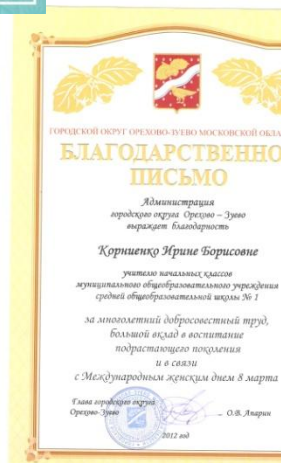 ГОРОДСКОЙ ОКРУГ ОРЕХОВО-ЗУЕВО МОСКОВСКОЙ ОБЛА
БЛАГОДАРСТВЕННО
ПИСЬМО
Администрация
городского округа Орехово – Зуево
выражает благодарность
Корниенко Ирине Борисовне
учителю начальных классов
муниципального общеобразовательного учреждения
средней общеобразовательной школы № 1
за многолетний добросовестный труд,
большой вклад в воспитание
подрастающего поколения
и в связи
с Международным женским днем 8 марта
Глава городского округа
Орехово-Зуево О.В. Апарин
2012 год